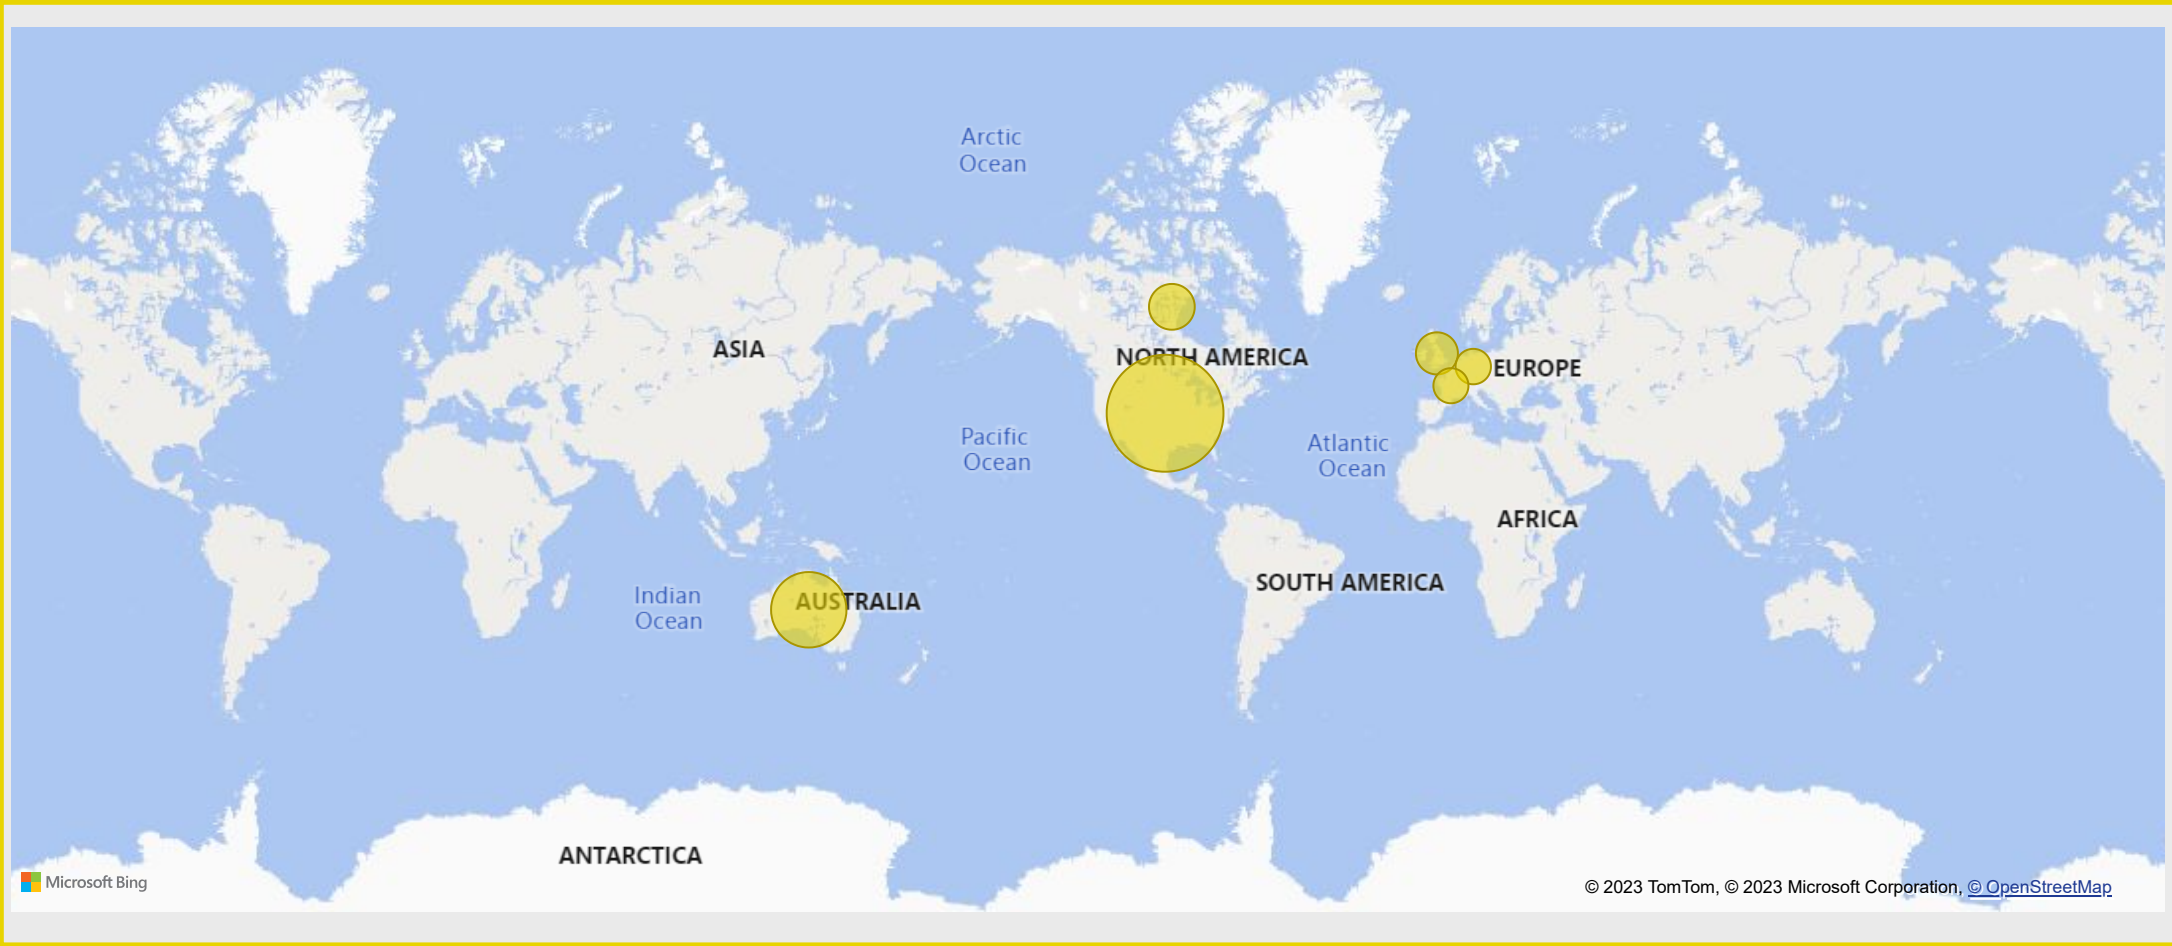 Arctic
Ocean
ASIA
NORTH AMERICA
EUROPE
Pacific
Ocean
Atlantic
Ocean
AFRICA
SOUTH AMERICA
Indian
Ocean
AUSTRALIA
ANTARCTICA
Microsoft Bing
© 2023 TomTom, © 2023 Microsoft Corporation, © OpenStreetMap